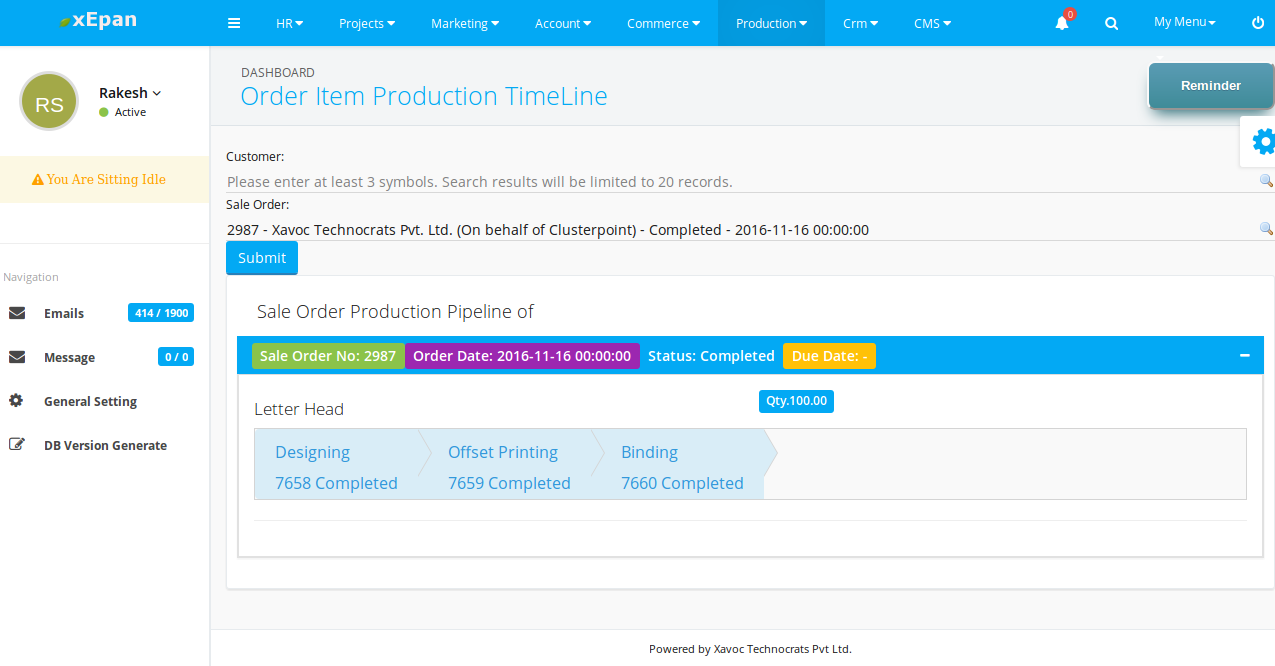 xEpan
HR
Projects
Marketing
Account
Commerce
Production
Crm
CMS
0
My Menu
RS
Rakesh
Active
You Are Sitting Idle
Navigation
Emails 414 / 1900
Message 0 / 0
General Setting
DB Version Generate
DASHBOARD
Order Item Production TimeLine
Reminder
Customer:
Please enter at least 3 symbols. Search results will be limited to 20 records.
Sale Order:
2987 - Xavoc Technocrats Pvt. Ltd. (On behalf of Clusterpoint) - Completed - 2016-11-16 00:00:00
Submit
Sale Order Production Pipeline of
Sale Order No: 2987 Order Date: 2016-11-16 00:00:00 Status: Completed Due Date: -
Letter Head Qty.100.00
Designing Offset Printing Binding
7658 Completed 7659 Completed 7660 Completed
Powered by Xavoc Technocrats Pvt Ltd.